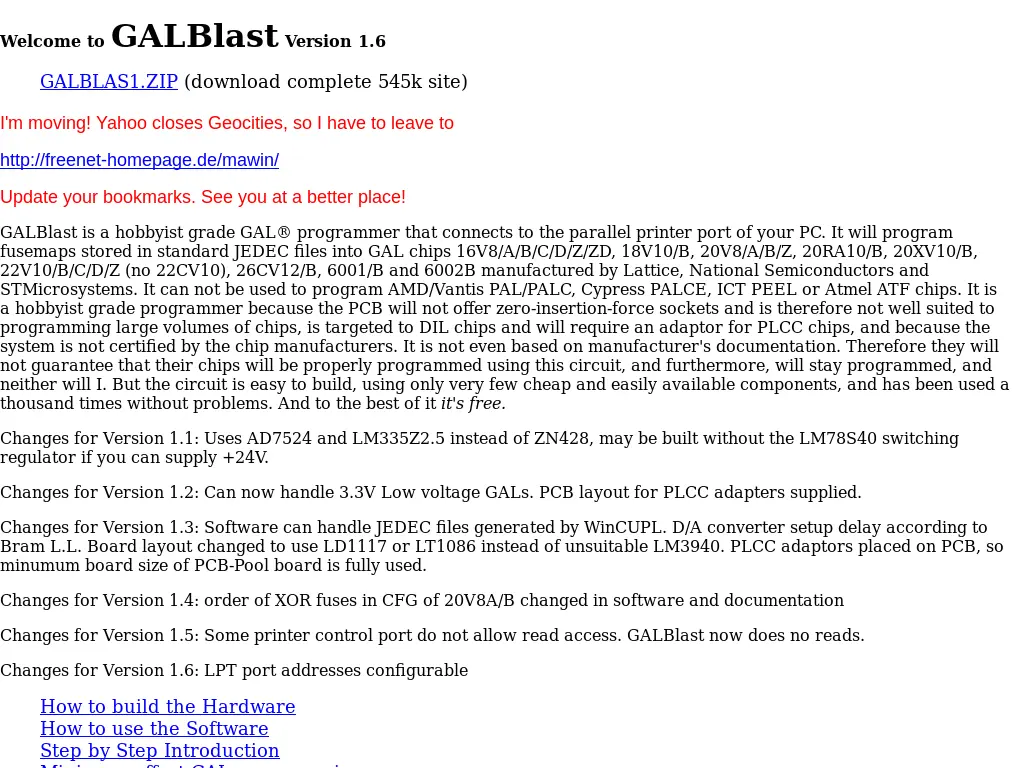 Welcome to GALBlast Version 1.6
GALBLAS1.ZIP (download complete 545k site)
I'm moving! Yahoo closes Geocities, so I have to leave to
http://freenet-homepage.de/mawin/
Update your bookmarks. See you at a better place!
GALBlast is a hobbyist grade GAL® programmer that connects to the parallel printer port of your PC. It will program
fusemaps stored in standard JEDEC files into GAL chips 16V8/A/B/C/D/Z/ZD, 18V10/B, 20V8/A/B/Z, 20RA10/B, 20XV10/B,
22V10/B/C/D/Z (no 22CV10), 26CV12/B, 6001/B and 6002B manufactured by Lattice, National Semiconductors and
STMicrosystems. It can not be used to program AMD/Vantis PAL/PALC, Cypress PALCE, ICT PEEL or Atmel ATF chips. It is
a hobbyist grade programmer because the PCB will not offer zero-insertion-force sockets and is therefore not well suited to
programming large volumes of chips, is targeted to DIL chips and will require an adaptor for PLCC chips, and because the
system is not certified by the chip manufacturers. It is not even based on manufacturer's documentation. Therefore they will
not guarantee that their chips will be properly programmed using this circuit, and furthermore, will stay programmed, and
neither will I. But the circuit is easy to build, using only very few cheap and easily available components, and has been used a
thousand times without problems. And to the best of it it's free.
Changes for Version 1.1: Uses AD7524 and LM335Z2.5 instead of ZN428, may be built without the LM78S40 switching
regulator if you can supply +24V.
Changes for Version 1.2: Can now handle 3.3V Low voltage GALs. PCB layout for PLCC adapters supplied.
Changes for Version 1.3: Software can handle JEDEC files generated by WinCUPL. D/A converter setup delay according to
Bram L.L. Board layout changed to use LD1117 or LT1086 instead of unsuitable LM3940. PLCC adaptors placed on PCB, so
minumum board size of PCB-Pool board is fully used.
Changes for Version 1.4: order of XOR fuses in CFG of 20V8A/B changed in software and documentation
Changes for Version 1.5: Some printer control port do not allow read access. GALBlast now does no reads.
Changes for Version 1.6: LPT port addresses configurable
How to build the Hardware
How to use the Software
Step by Step Introduction